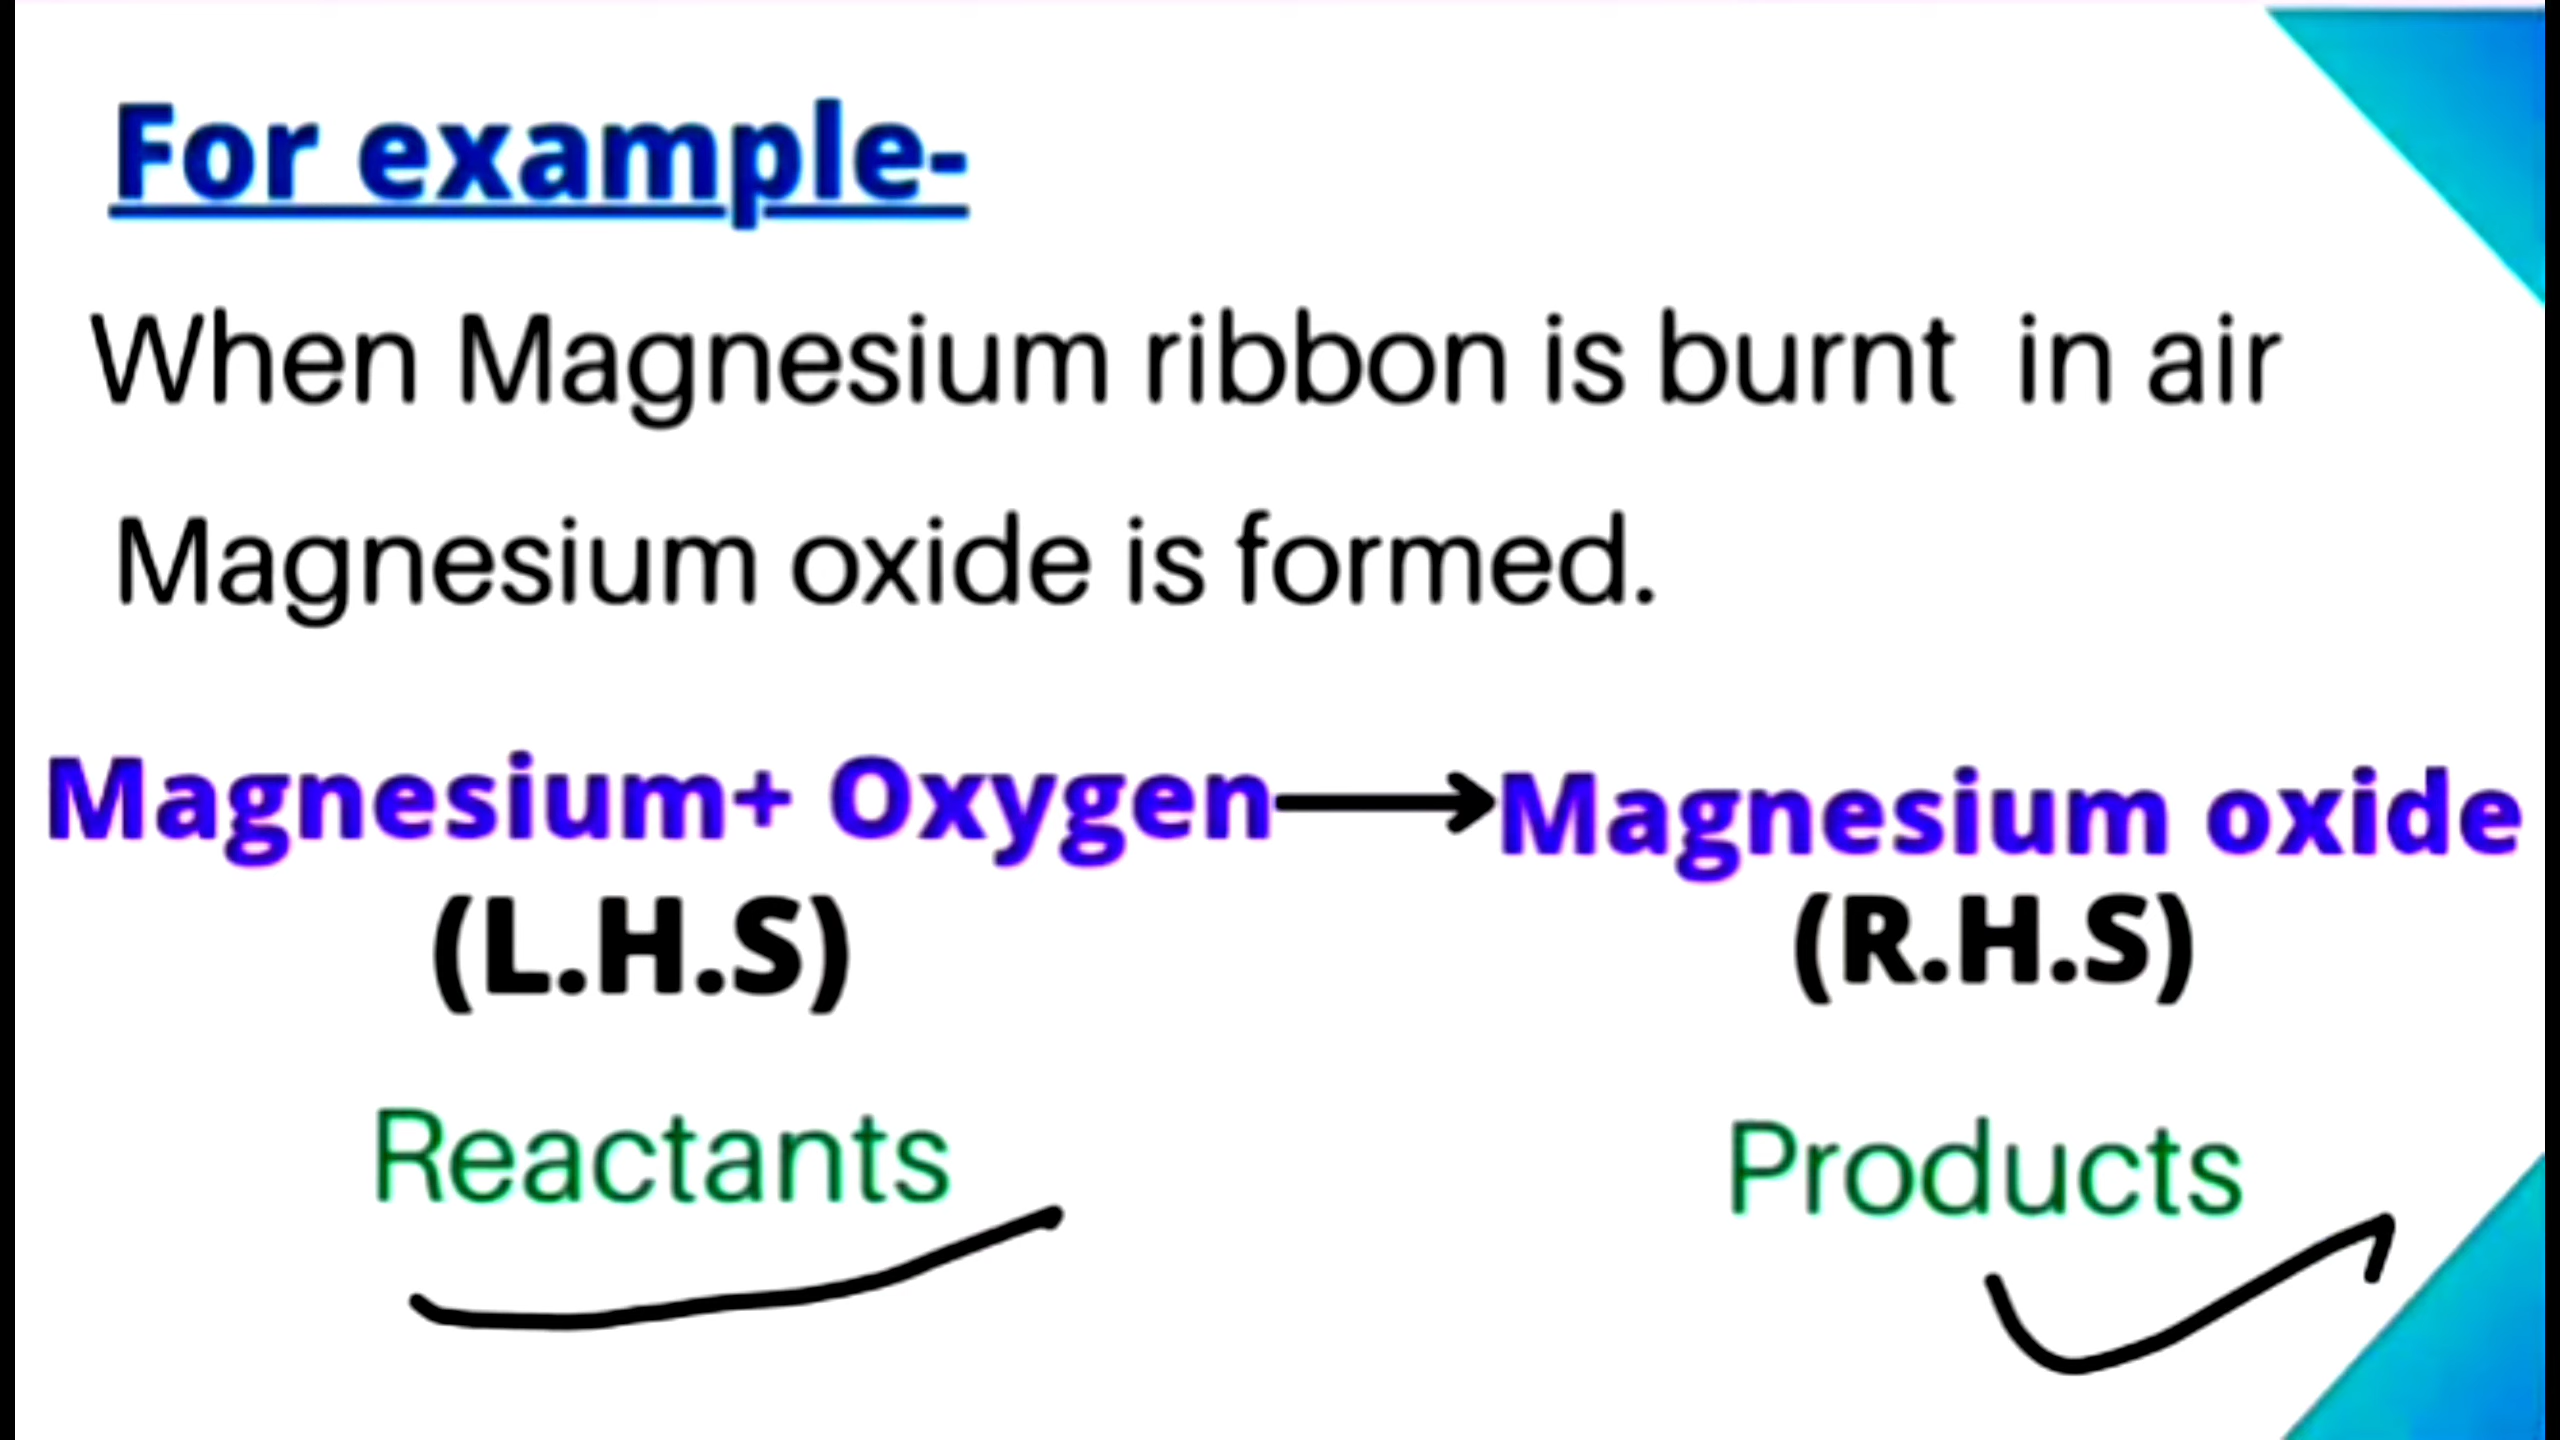 For example-
When Magnesium ribbon is burnt in air
Magnesium oxide is formed.
Magnesium+ Oxygen⟶Magnesium oxide
(L.H.S) (R.H.S)
Reactants Products